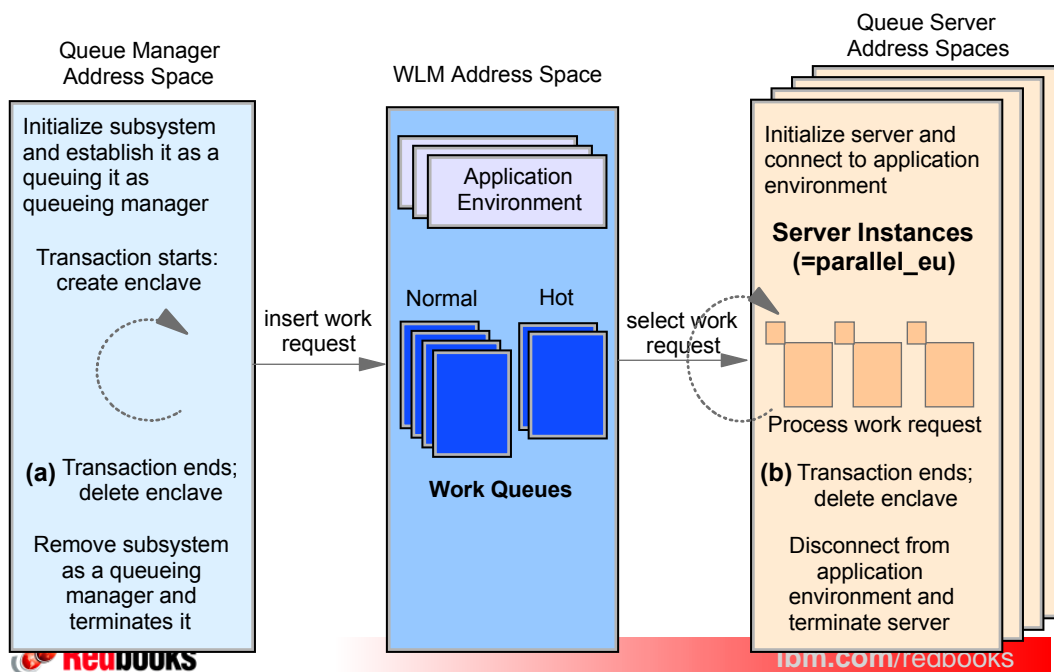 Queue Manager
Address Space
Initialize subsystem
and establish it as a
queuing it as
queueing manager
Transaction starts:
create enclave
(a) Transaction ends;
delete enclave
Remove subsystem
as a queueing
manager and
terminates it
insert work
request
WLM Address Space
Application
Environment
Normal
Hot
Work Queues
select work
request
Queue Server
Address Spaces
Initialize server and
connect to application
environment
Server Instances
(=parallel_eu)
Process work request
(b) Transaction ends;
delete enclave
Disconnect from
application
environment and
terminate server
Redbooks
ibm.com/redbooks